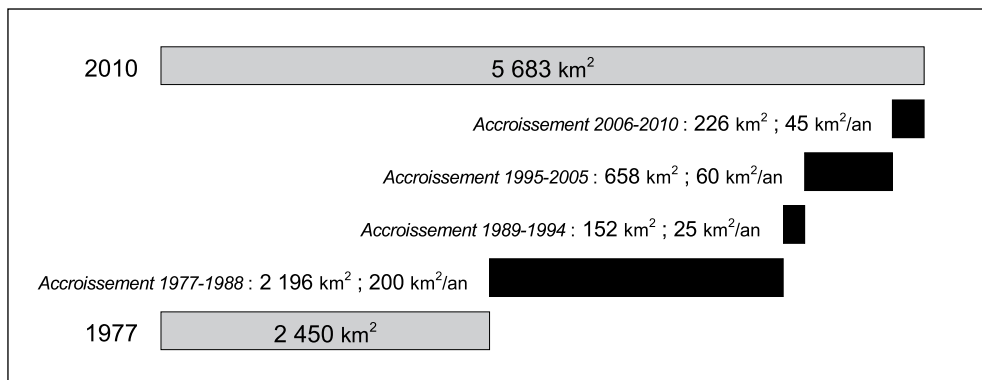 2010 5 683 km²
Accroissement 2006-2010 : 226 km² ; 45 km²/an
Accroissement 1995-2005 : 658 km² ; 60 km²/an
Accroissement 1989-1994 : 152 km² ; 25 km²/an
Accroissement 1977-1988 : 2 196 km² ; 200 km²/an
1977 2 450 km²